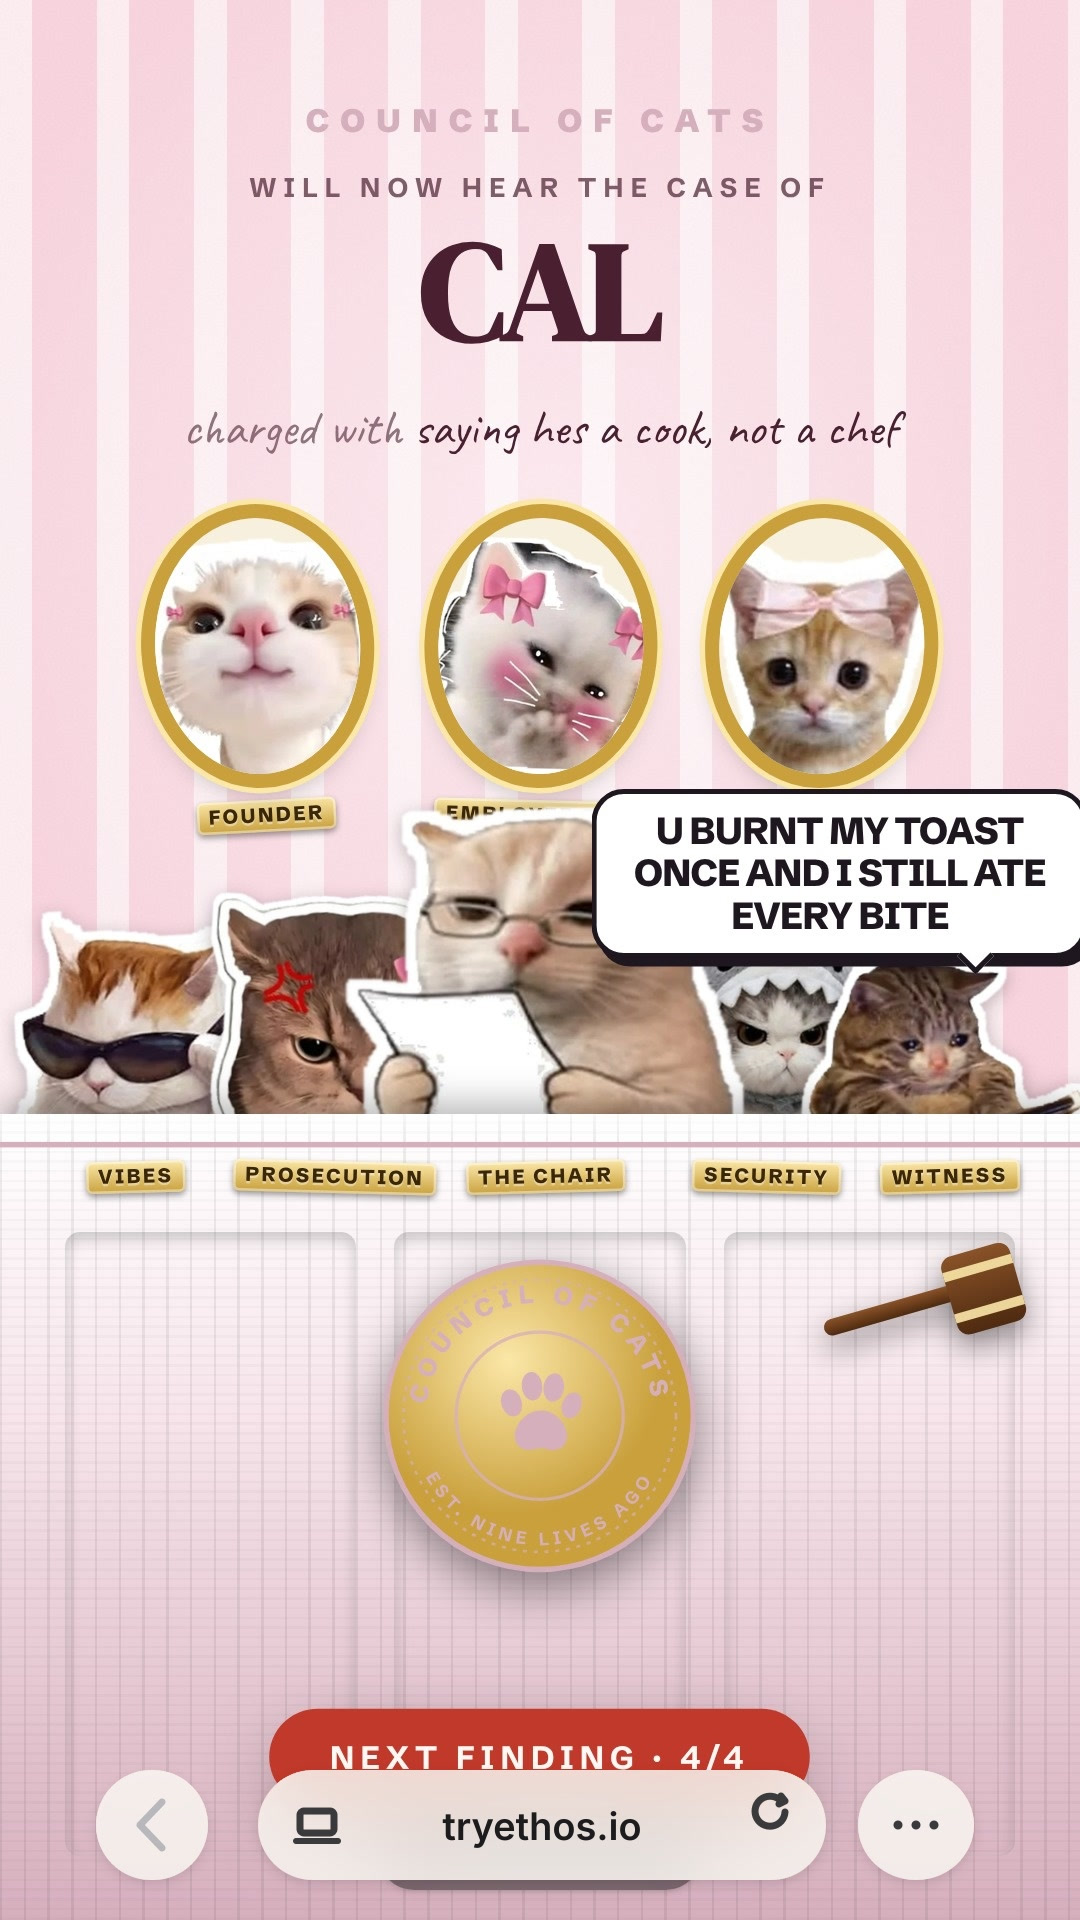 COUNCIL OF CATS
WILL NOW HEAR THE CASE OF
CAL
charged with saying hes a cook, not a chef
FOUNDER
U BURNT MY TOAST
ONCE AND I STILL ATE
EVERY BITE
VIBES
PROSECUTION
THE CHAIR
SECURITY
WITNESS
COUNCIL OF CATS
EST. NINE LIVES AGO
NEXT FINDING · 4/4
tryethos.io